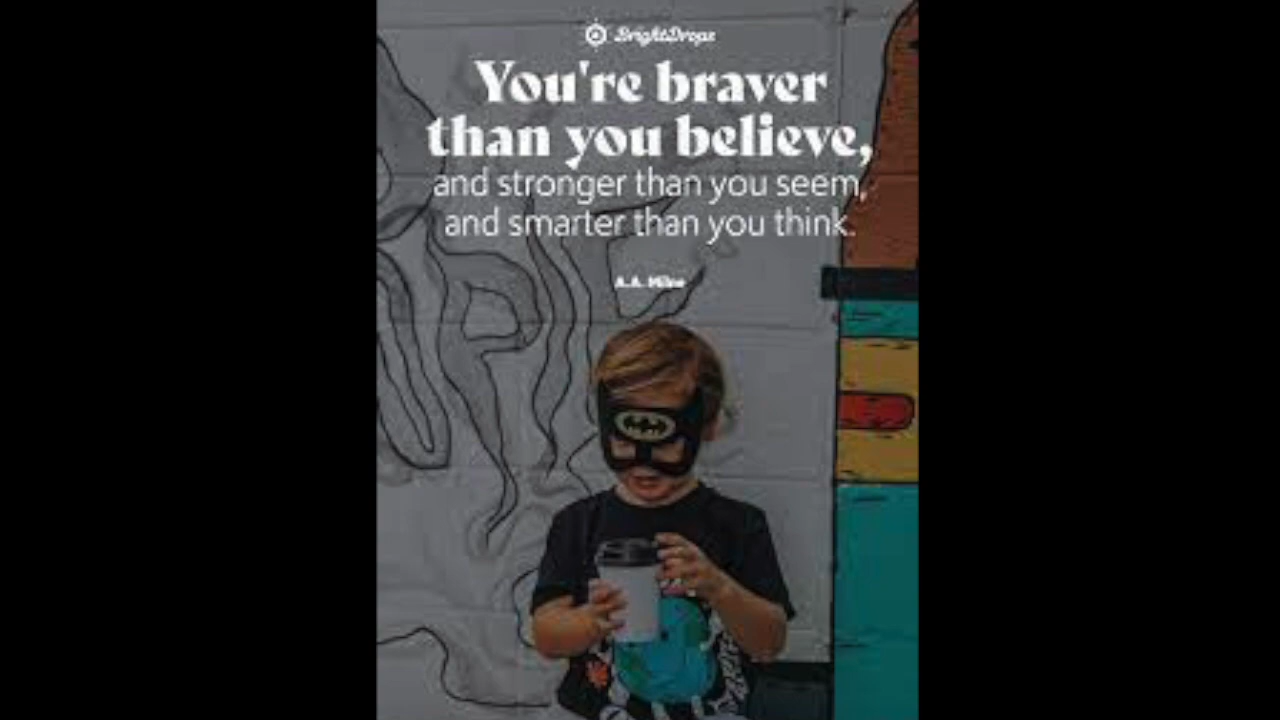 BrightDrops
You're braver
than you believe,
and stronger than you seem,
and smarter than you think.
A.A. Milne